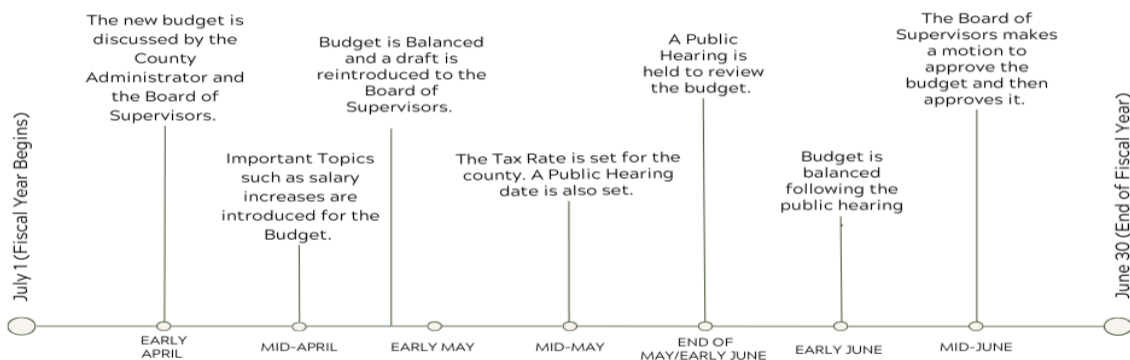 July 1 (Fiscal Year Begins)
The new budget is
discussed by the
County
Administrator and
the Board of
Supervisors.
EARLY
APRIL
Important Topics
such as salary
increases are
introduced for the
Budget.
MID-APRIL
Budget is Balanced
and a draft is
reintroduced to the
Board of
Supervisors.
EARLY MAY
The Tax Rate is set for the
county. A Public Hearing
date is also set.
MID-MAY
A Public
Hearing is
held to review
the budget.
END OF
MAY/EARLY JUNE
Budget is
balanced
following the
public hearing
.
EARLY JUNE
The Board of
Supervisors makes
a motion to
approve the
budget and then
approves it.
MID-JUNE
June 30 (End of Fiscal Year)